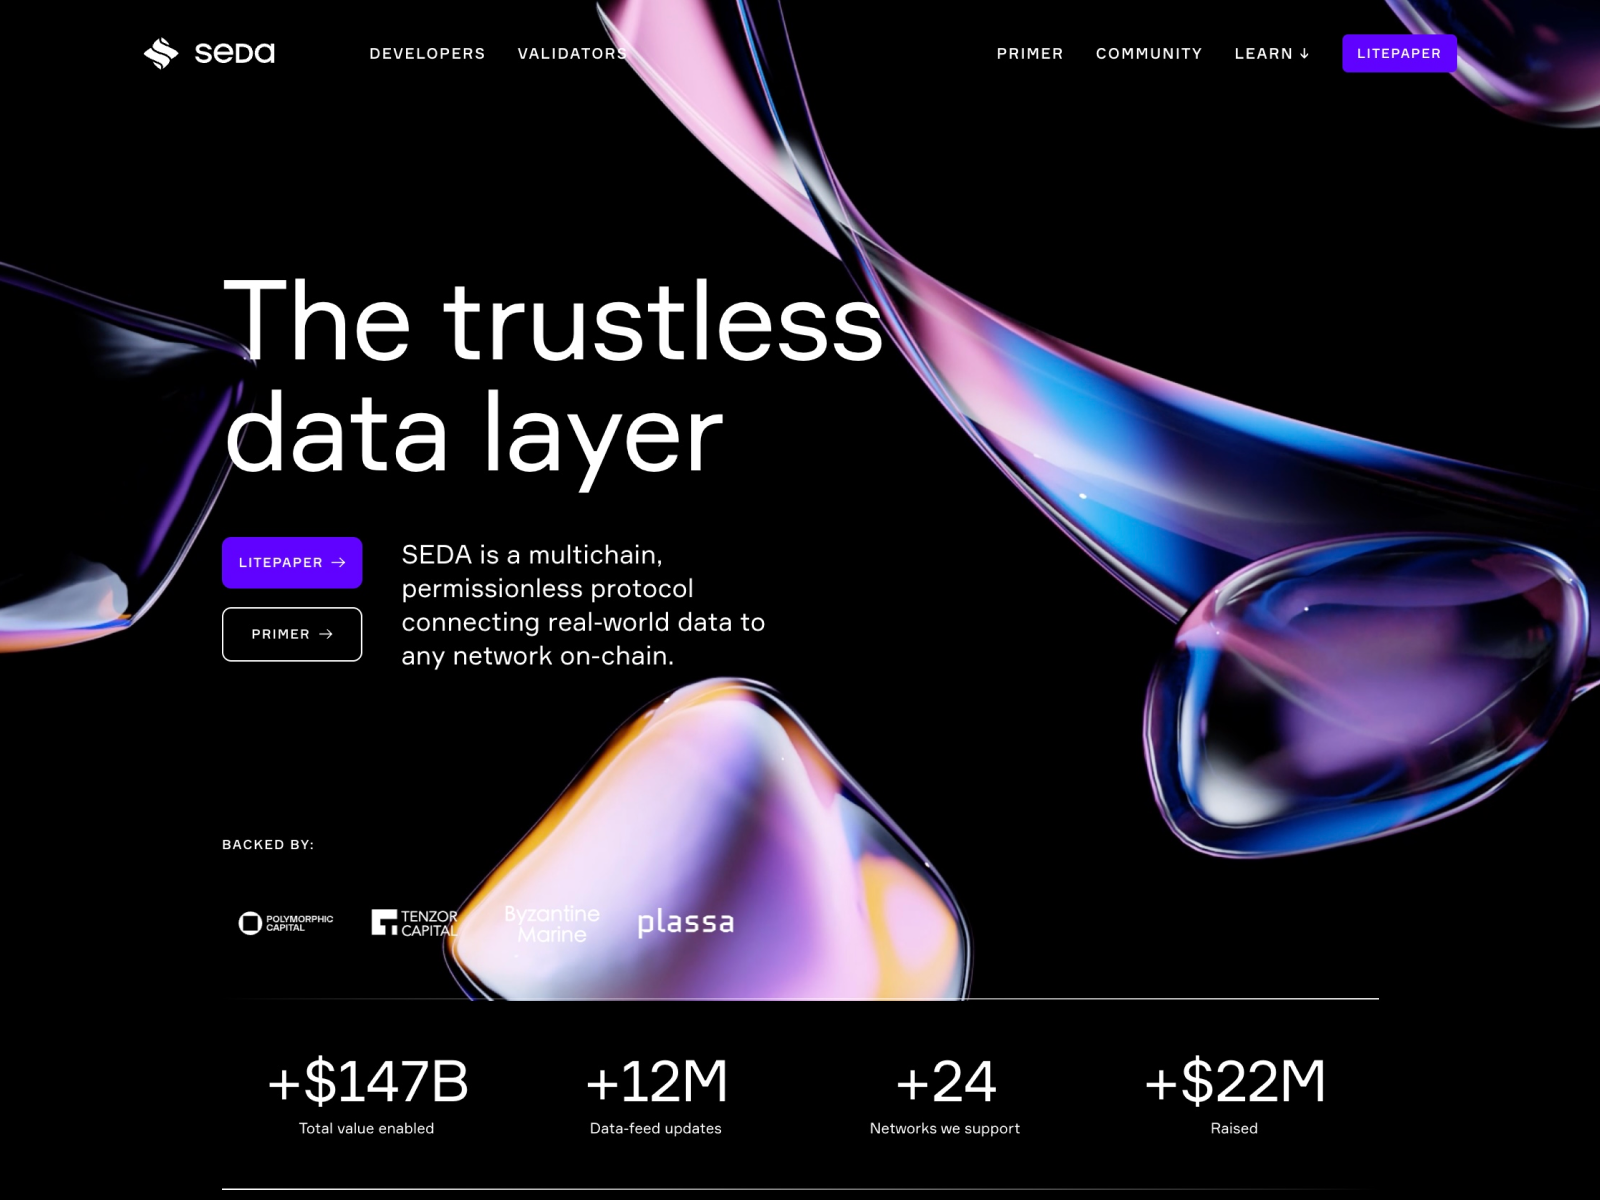 seda
DEVELOPERS
VALIDATORS
PRIMER
COMMUNITY
LEARN ↓
LITEPAPER
The trustless
data layer
LITEPAPER →
PRIMER →
SEDA is a multichain,
permissionless protocol
connecting real-world data to
any network on-chain.
BACKED BY:
POLYMORPHIC
CAPITAL
TENZOR
CAPITAL
Byzantine
Marine
plassa
+$147B
Total value enabled
+12M
Data-feed updates
+24
Networks we support
+$22M
Raised